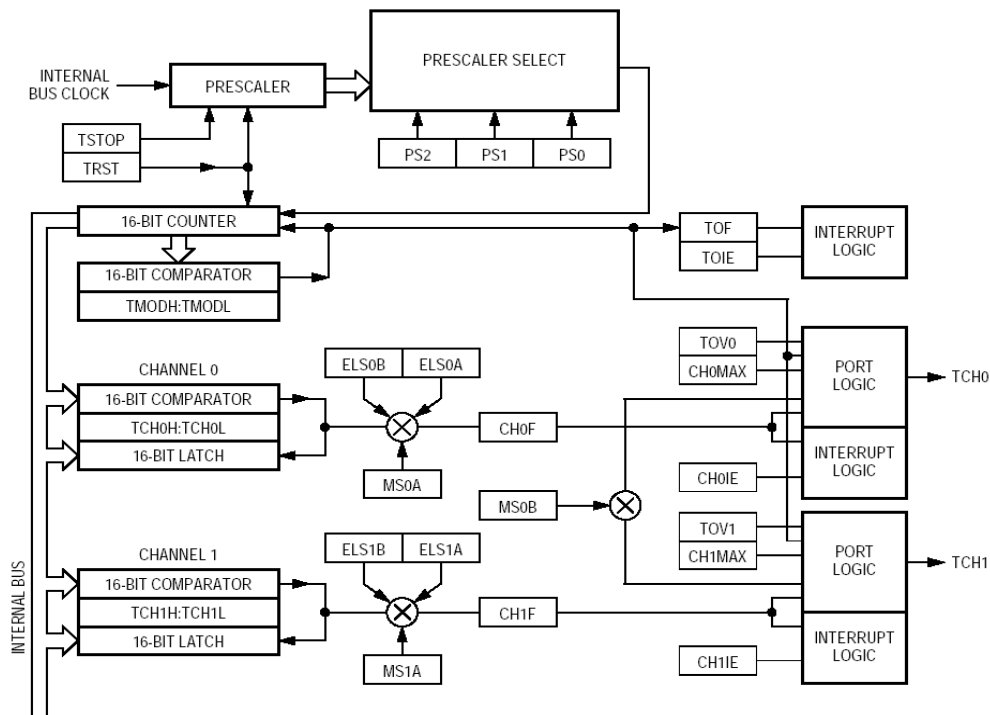 PRESCALER SELECT
INTERNAL
BUS CLOCK
PRESCALER
TSTOP
TRST
PS2
PS1
PS0
16-BIT COUNTER
TOF
TOIE
INTERRUPT
LOGIC
16-BIT COMPARATOR
TMODH:TMODL
CHANNEL 0
16-BIT COMPARATOR
TCH0H:TCH0L
16-BIT LATCH
ELS0B
ELS0A
MS0A
CH0F
TOV0
CH0MAX
PORT
LOGIC
TCH0
INTERRUPT
LOGIC
CH0IE
MS0B
CHANNEL 1
16-BIT COMPARATOR
TCH1H:TCH1L
16-BIT LATCH
ELS1B
ELS1A
MS1A
CH1F
TOV1
CH1MAX
PORT
LOGIC
TCH1
INTERRUPT
LOGIC
CH1IE
INTERNAL BUS